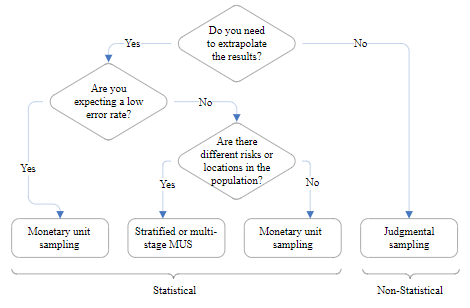 Do you need
to extrapolate
the results?
Yes
No
Are you
expecting a low
error rate?
No
Are there
different risks or
locations in the
population?
Yes
Yes
No
Monetary unit
sampling
Stratified or multi-
stage MUS
Monetary unit
sampling
Judgmental
sampling
Statistical
Non-Statistical